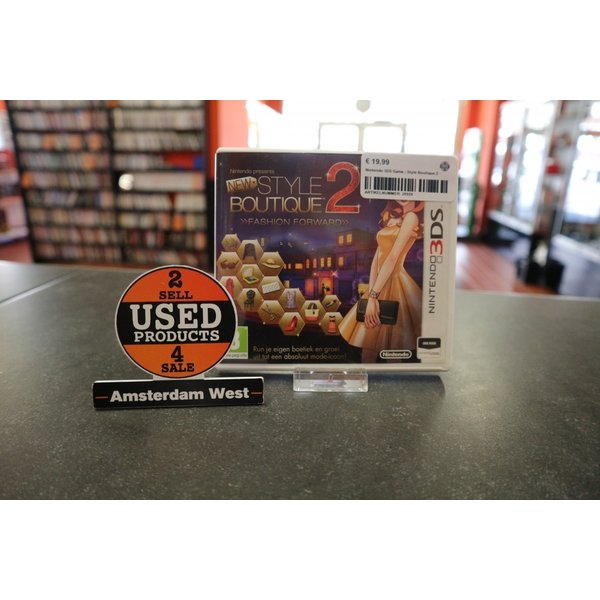 € 19,99
Nintendo 3DS Game - Style Boutique 2
Nintendo presents
NEW STYLE
BOUTIQUE 2
»FASHION FORWARD»
NINTENDO 3DS
Run je eigen boetiek en groei
uit tot een absoluut mode-icoon!
Nintendo
2
SELL
USED
PRODUCTS
4
SALE
Amsterdam West